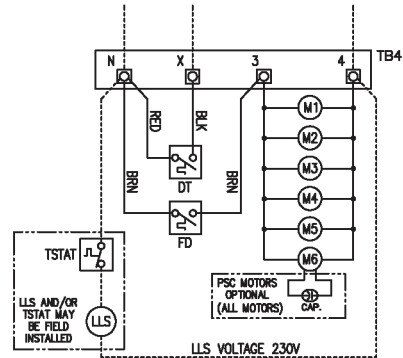 N X 3 4 TB4
RED
BLK
M1
M2
M3
M4
M5
M6
BRN
BRN
DT
FD
TSTAT
LLS AND/OR
TSTAT MAY
BE FIELD
INSTALLED
LLS
PSC MOTORS
OPTIONAL
(ALL MOTORS)
CAP.
LLS VOLTAGE 230V